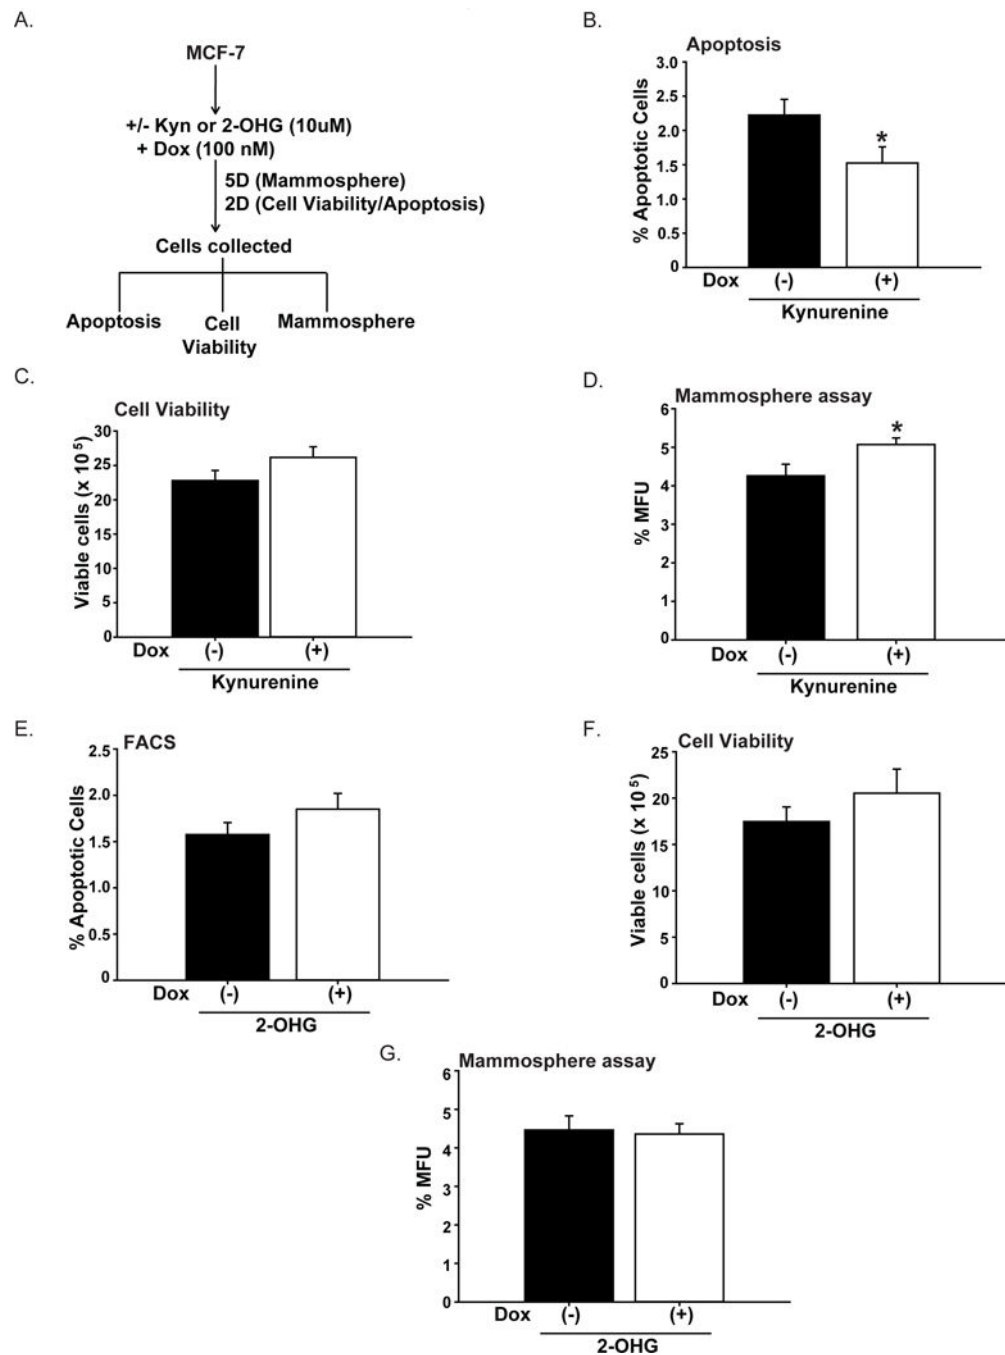 A.
MCF-7
+/- Kyn or 2-OHG (10uM)
+ Dox (100 nM)
5D (Mammosphere)
2D (Cell Viability/Apoptosis)
Cells collected
Apoptosis
Cell
Viability
Mammosphere
B.
Apoptosis
% Apoptotic Cells
3.0
2.5
2.0
1.5
1.0
0.5
0
*
Dox (-) (+)
Kynurenine
C.
Cell Viability
Viable cells (x 10 5)
30
25
20
15
10
5
0
Dox (-) (+)
Kynurenine
D.
Mammosphere assay
% MFU
6
5
4
3
2
1
0
*
Dox (-) (+)
Kynurenine
E.
FACS
% Apoptotic Cells
2.5
2.0
1.5
1.0
0.5
0
Dox (-) (+)
2-OHG
F.
Cell Viability
Viable cells (x 10 5)
25
20
15
10
5
0
Dox (-) (+)
2-OHG
G.
Mammosphere assay
% MFU
6
5
4
3
2
1
0
Dox (-) (+)
2-OHG